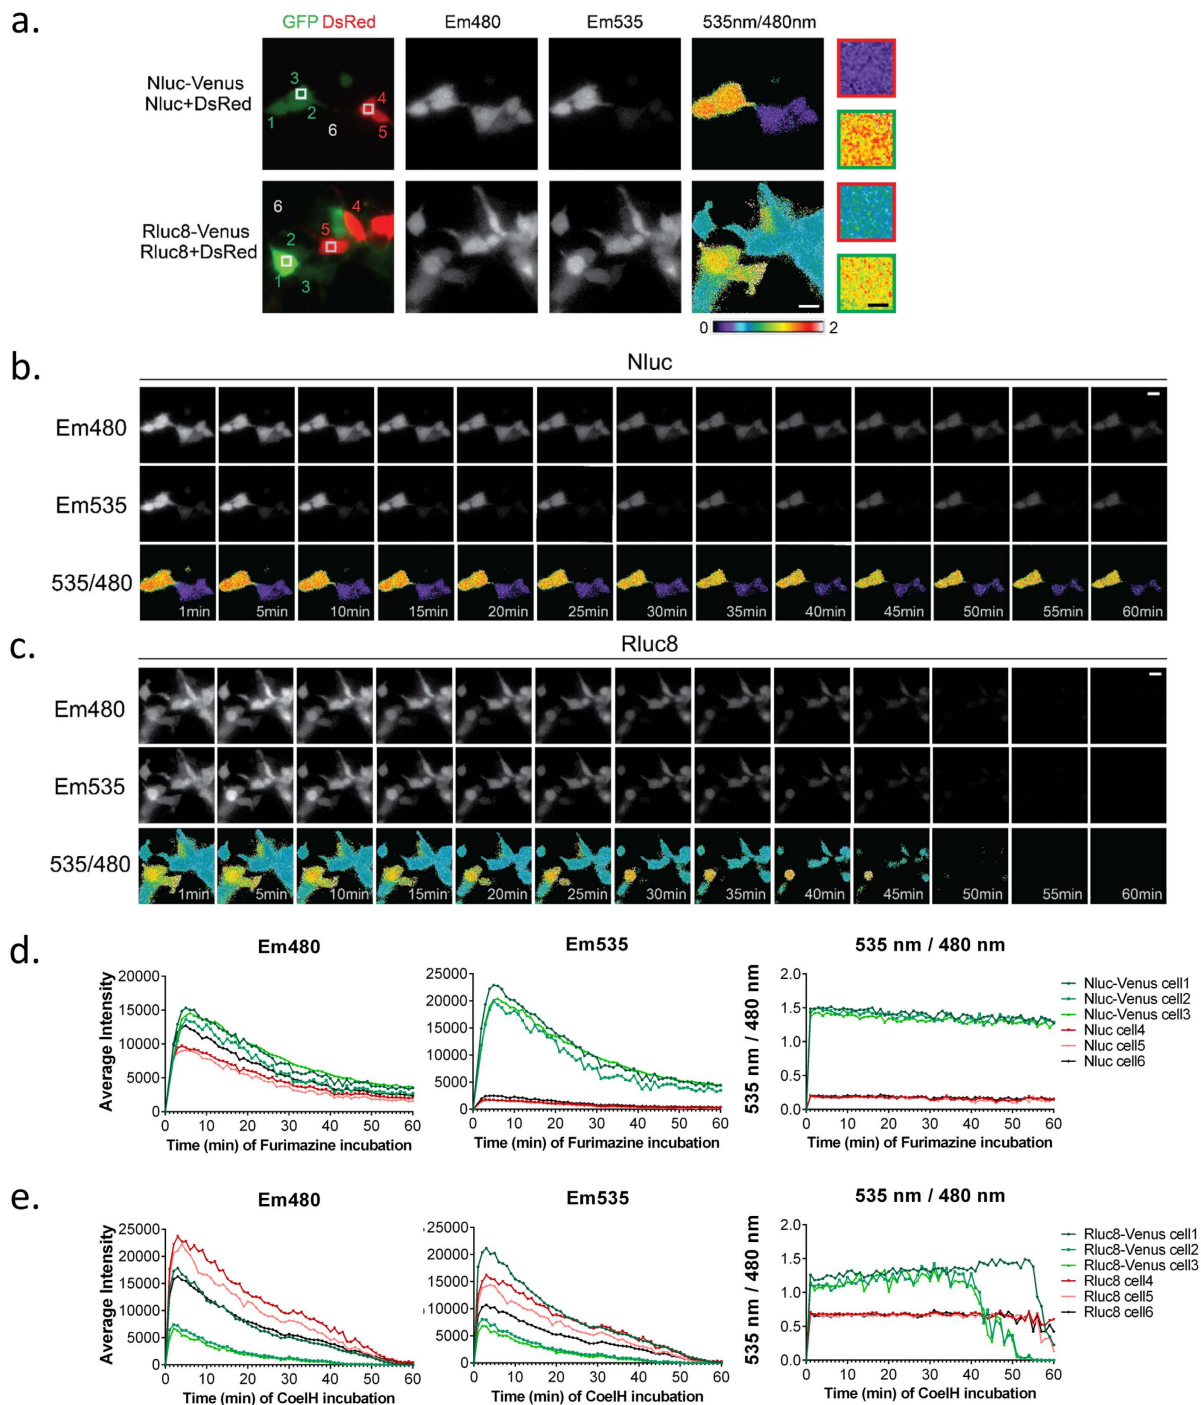 a.
GFP DsRed
Em480
Em535
535nm/480nm
Nluc-Venus
Nluc+DsRed
3
4
1
2
6
5
Rluc8-Venus
Rluc8+DsRed
6
4
2
5
1
3
0
2
b.
Nluc
Em480
Em535
535/480
1min
5min
10min
15min
20min
25min
30min
35min
40min
45min
50min
55min
60min
c.
Rluc8
Em480
Em535
535/480
1min
5min
10min
15min
20min
25min
30min
35min
40min
45min
50min
55min
60min
d.
Em480
Em535
535 nm / 480 nm
Average Intensity
20000
15000
10000
5000
0
0 10 20 30 40 50 60
Time (min) of Furimazine incubation
25000
20000
15000
10000
5000
0
0 10 20 30 40 50 60
Time (min) of Furimazine incubation
535 nm / 480 nm
2.0
1.5
1.0
0.5
0.0
0 10 20 30 40 50 60
Time (min) of Furimazine incubation
Nluc-Venus cell1
Nluc-Venus cell2
Nluc-Venus cell3
Nluc cell4
Nluc cell5
Nluc cell6
e.
Em480
Em535
535 nm / 480 nm
Average Intensity
25000
20000
15000
10000
5000
0
0 10 20 30 40 50 60
Time (min) of CoelH incubation
25000
20000
15000
10000
5000
0
0 10 20 30 40 50 60
Time (min) of CoelH incubation
535 nm / 480 nm
2.0
1.5
1.0
0.5
0.0
0 10 20 30 40 50 60
Time (min) of CoelH incubation
Rluc8-Venus cell1
Rluc8-Venus cell2
Rluc8-Venus cell3
Rluc8 cell4
Rluc8 cell5
Rluc8 cell6